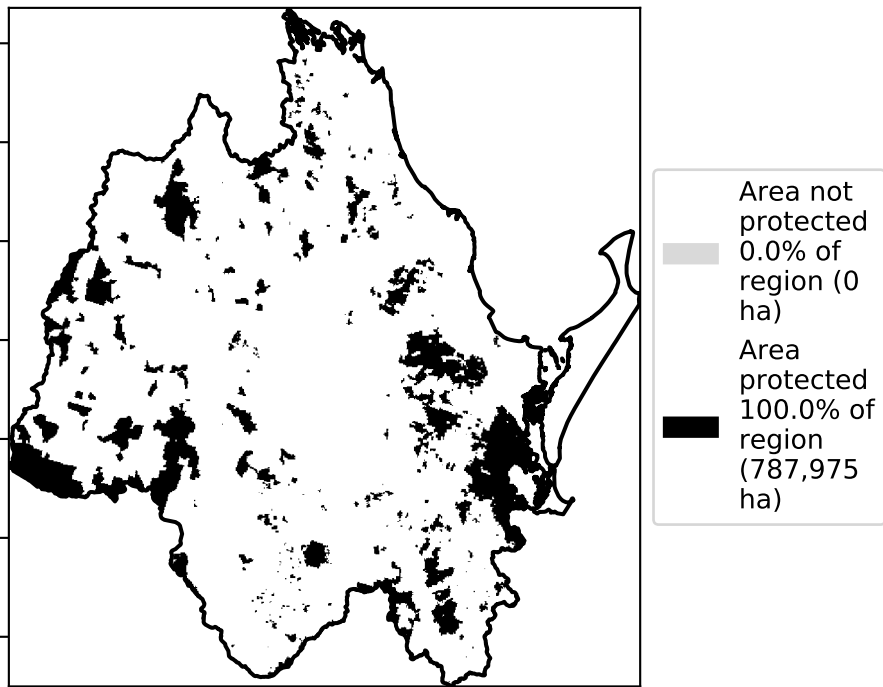 Area not
protected
0.0% of
region (0
ha)
Area
protected
100.0% of
region
(787,975
ha)